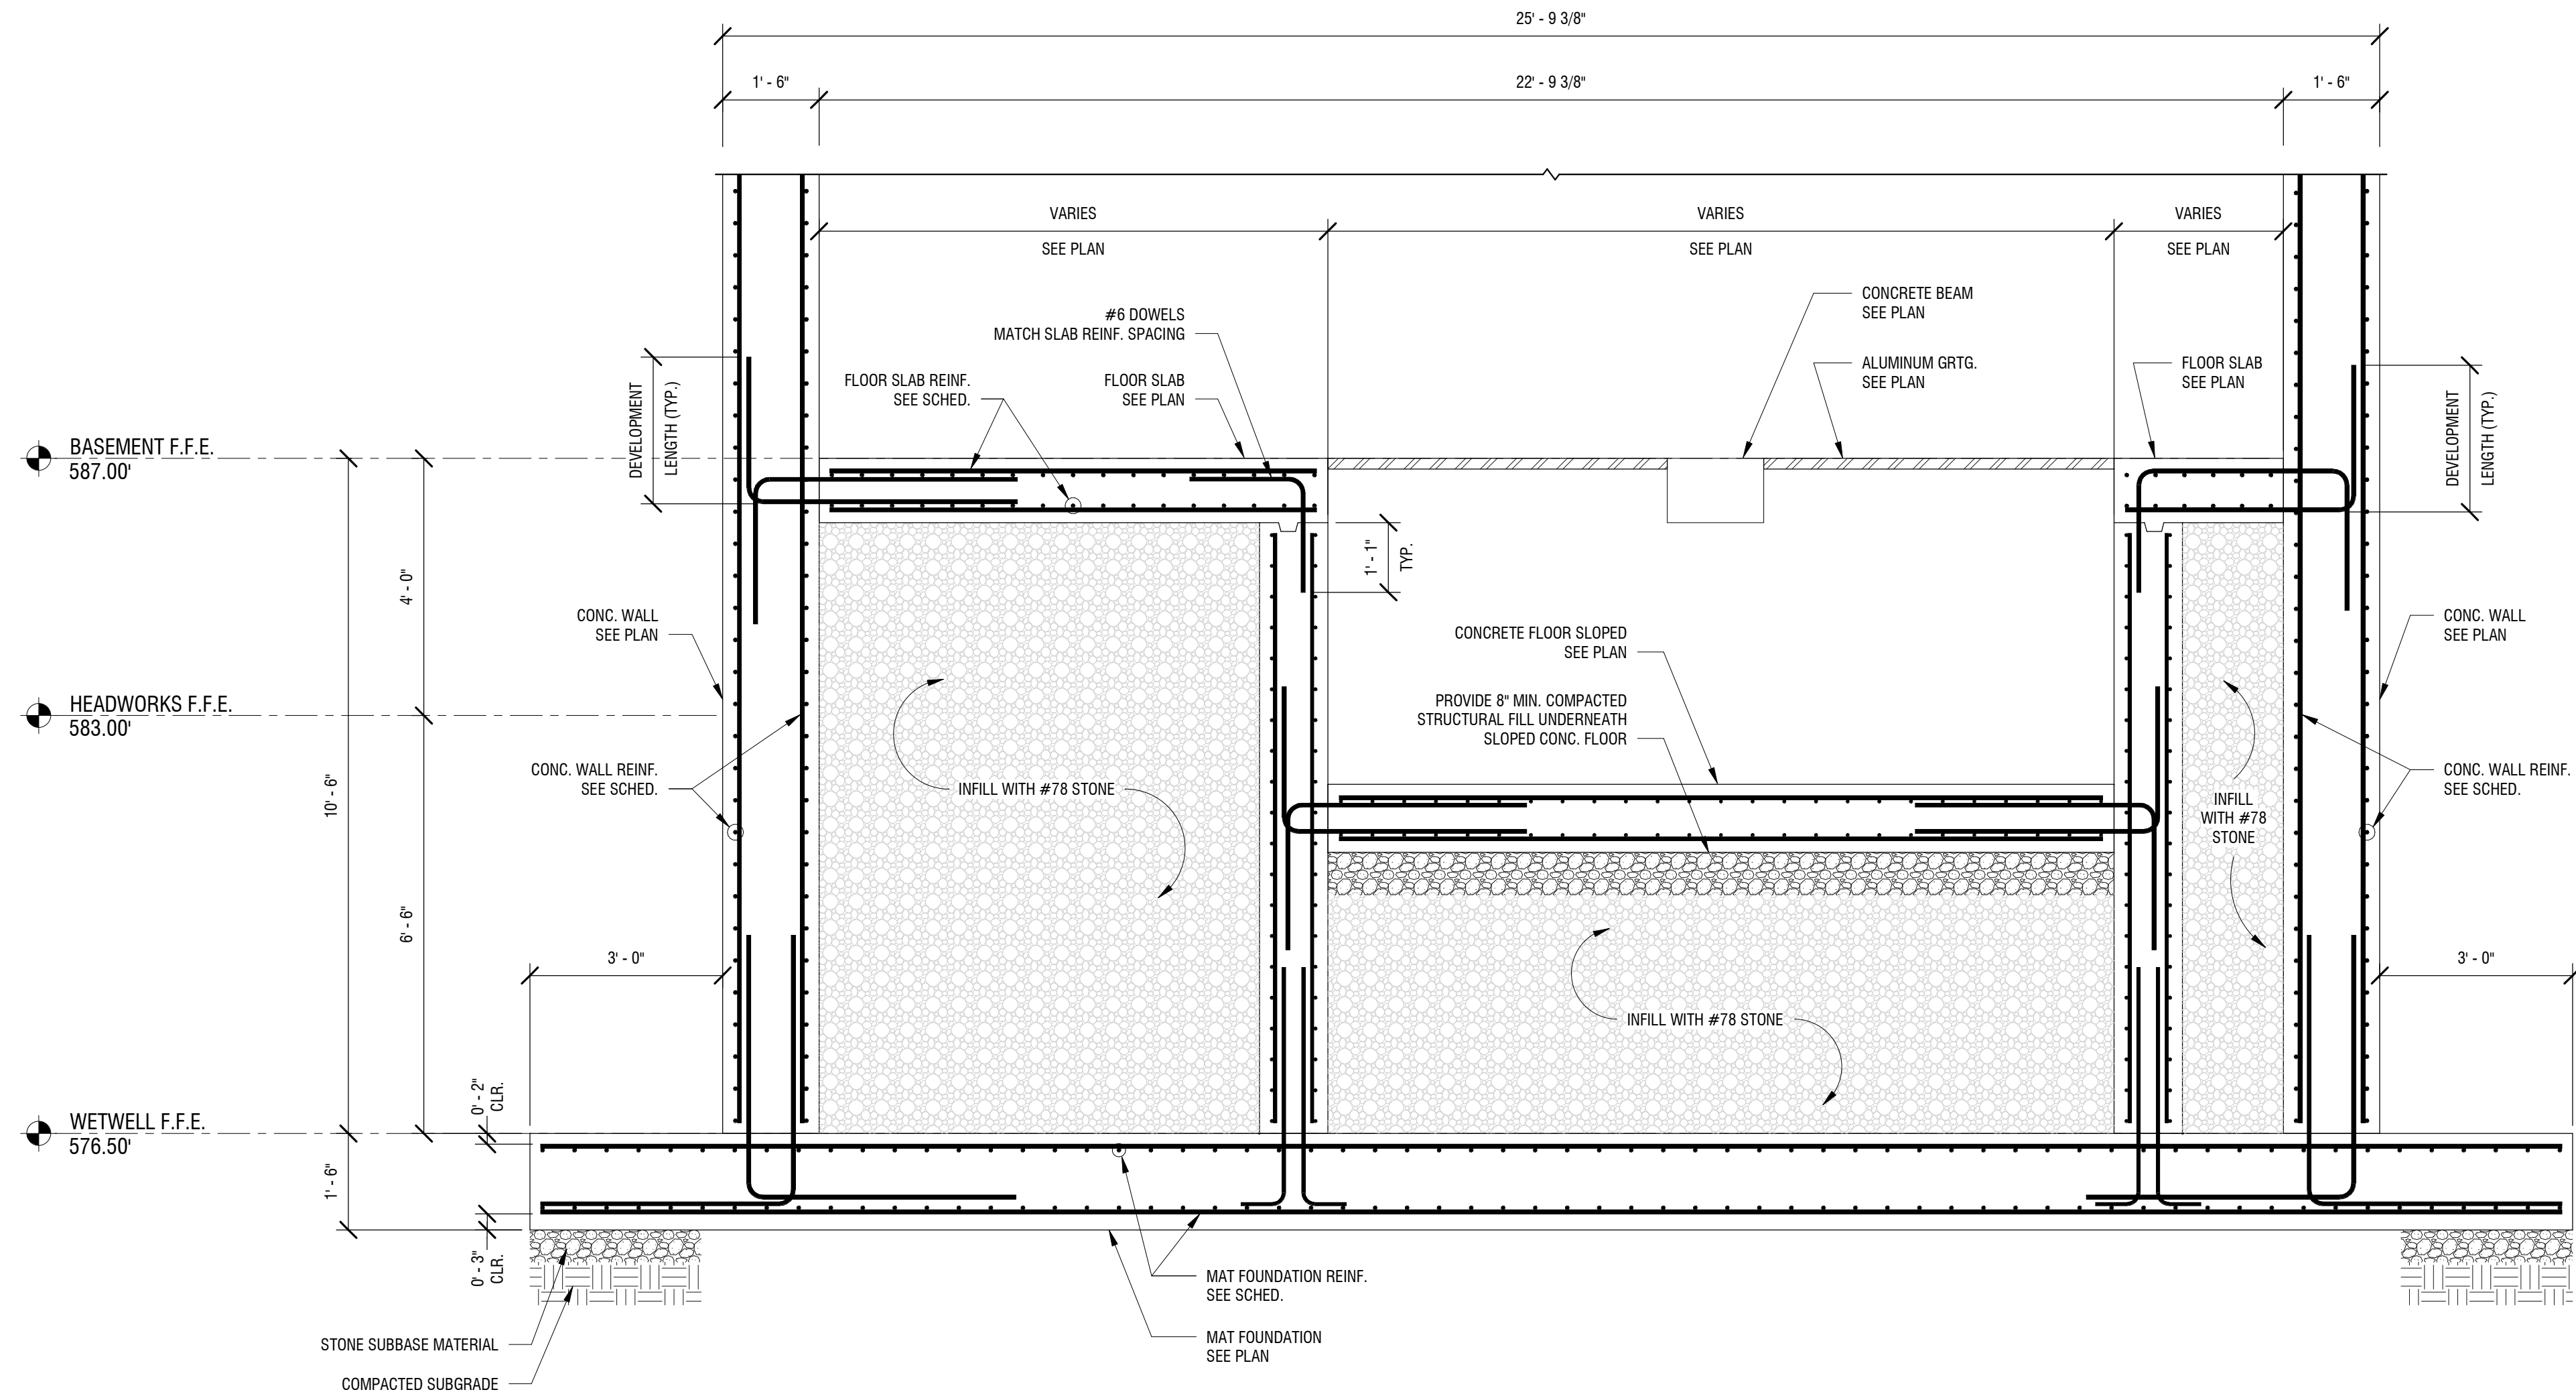 25' - 9 3/8"
1' - 6"
22' - 9 3/8"
1' - 6"
VARIES
SEE PLAN
VARIES
SEE PLAN
VARIES
SEE PLAN
#6 DOWELS
MATCH SLAB REINF. SPACING
CONCRETE BEAM
SEE PLAN
FLOOR SLAB REINF.
SEE SCHED.
FLOOR SLAB
SEE PLAN
ALUMINUM GRTG.
SEE PLAN
FLOOR SLAB
SEE PLAN
DEVELOPMENT
LENGTH (TYP.)
DEVELOPMENT
LENGTH (TYP.)
BASEMENT F.F.E.
587.00'
4' - 0"
1' - 1"
TYP.
CONC. WALL
SEE PLAN
CONCRETE FLOOR SLOPED
SEE PLAN
CONC. WALL
SEE PLAN
HEADWORKS F.F.E.
583.00'
PROVIDE 8" MIN. COMPACTED
STRUCTURAL FILL UNDERNEATH
SLOPED CONC. FLOOR
CONC. WALL REINF.
SEE SCHED.
INFILL WITH #78 STONE
INFILL
WITH #78
STONE
CONC. WALL REINF.
SEE SCHED.
10' - 6"
6' - 6"
3' - 0"
3' - 0"
INFILL WITH #78 STONE
0' - 2"
CLR.
WETWELL F.F.E.
576.50'
1' - 6"
0' - 3"
CLR.
MAT FOUNDATION REINF.
SEE SCHED.
STONE SUBBASE MATERIAL
MAT FOUNDATION
SEE PLAN
COMPACTED SUBGRADE